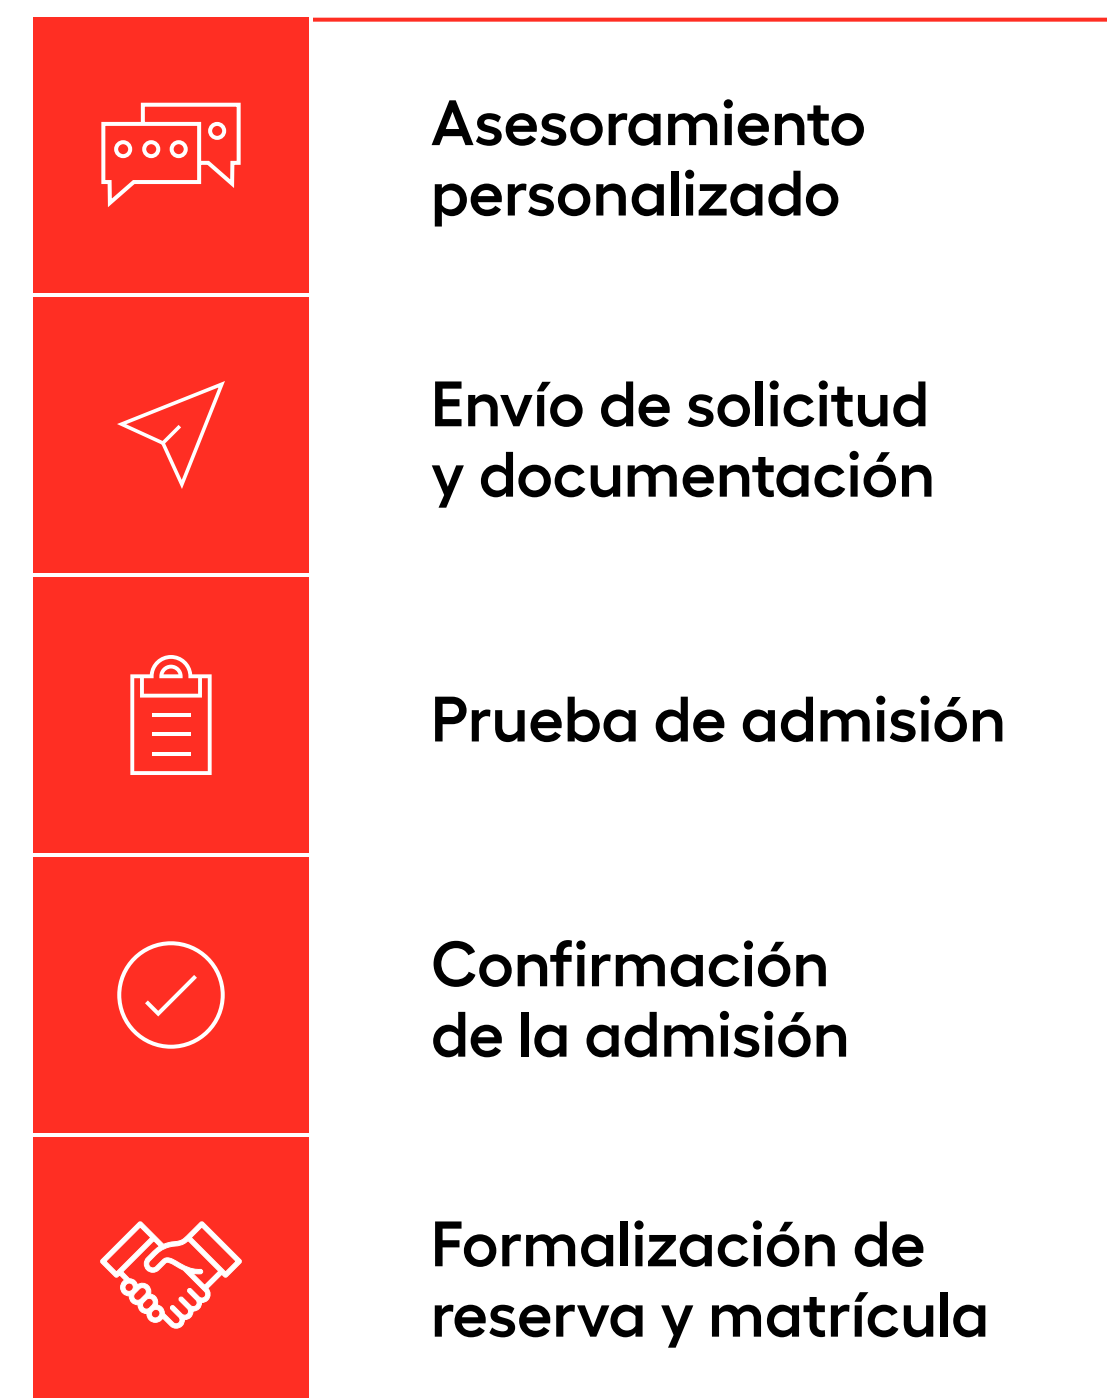 Asesoramiento
personalizado
Envío de solicitud
y documentación
Prueba de admisión
Confirmación
de la admisión
Formalización de
reserva y matrícula